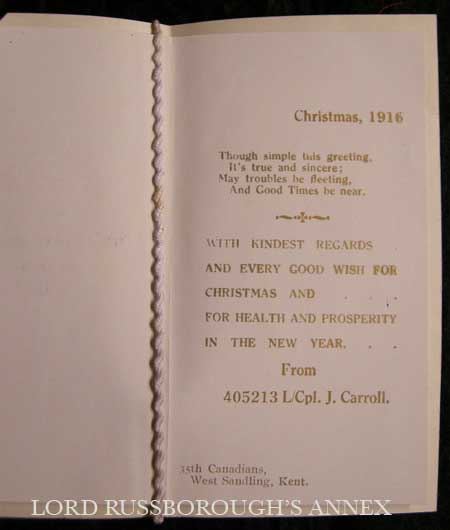 Christmas, 1916
Though simple this greeting,
It's true and sincere;
May troubles be fleeting,
And Good Times be near.
WITH KINDEST REGARDS
AND EVERY GOOD WISH FOR
CHRISTMAS AND . . .
FOR HEALTH AND PROSPERITY
IN THE NEW YEAR. . .
From
405213 L/Cpl. J. Carroll.
15th Canadians,
West Sandling, Kent.
LORD RUSSBOROUGH'S ANNEX